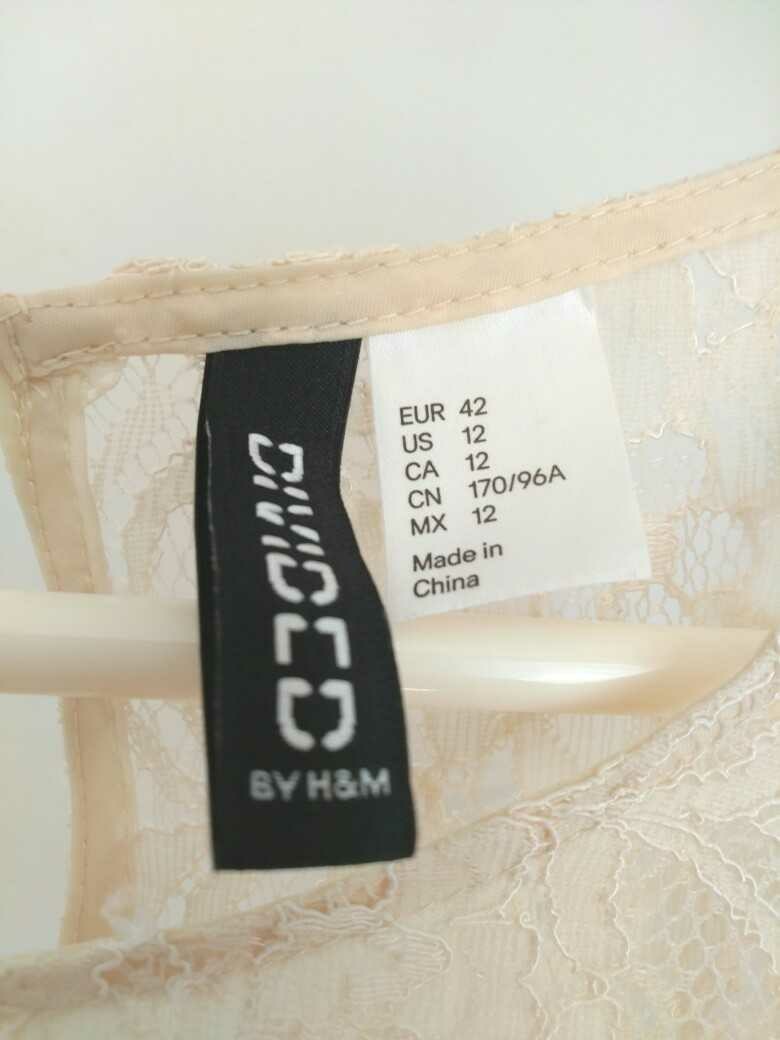 DIVIDED
BY H&M
EUR 42
US 12
CA 12
CN 170/96A
MX 12
Made in
China